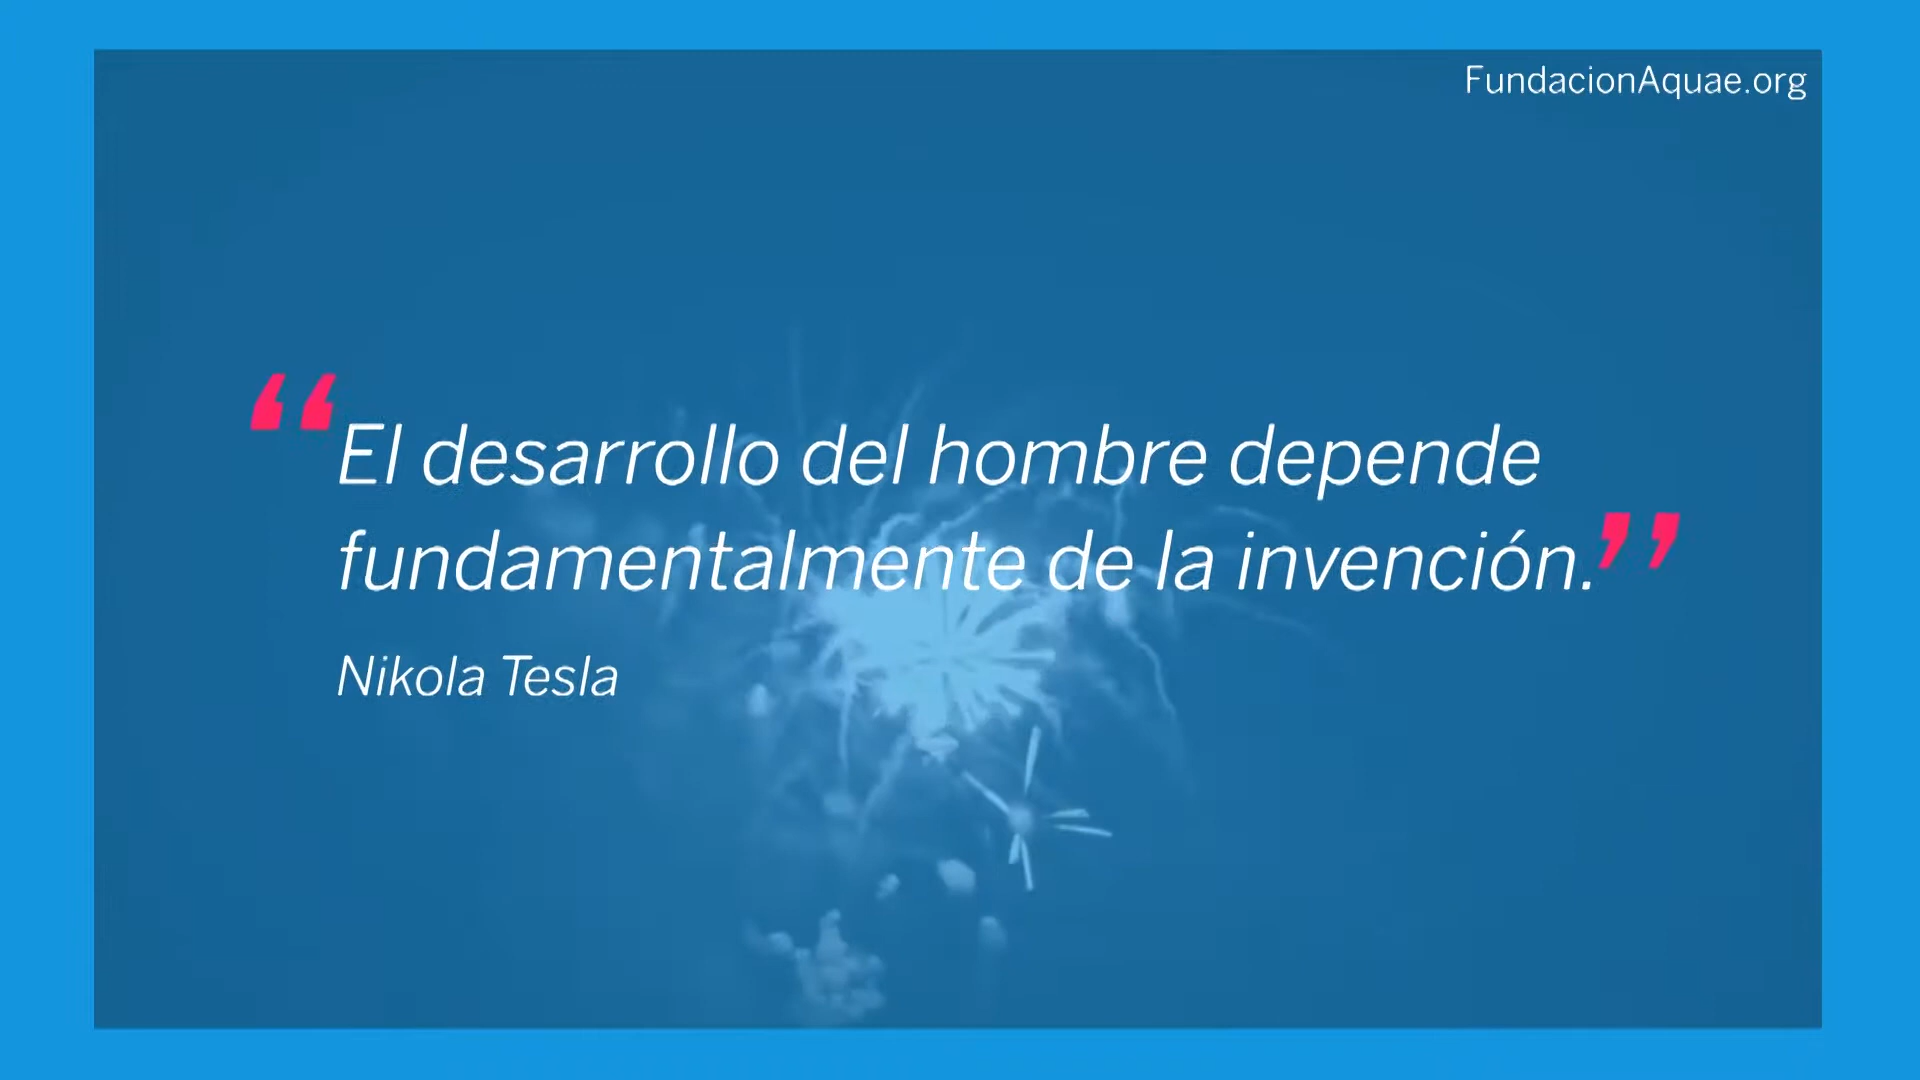 FundacionAquae.org
“El desarrollo del hombre depende
fundamentalmente de la invención.”
Nikola Tesla